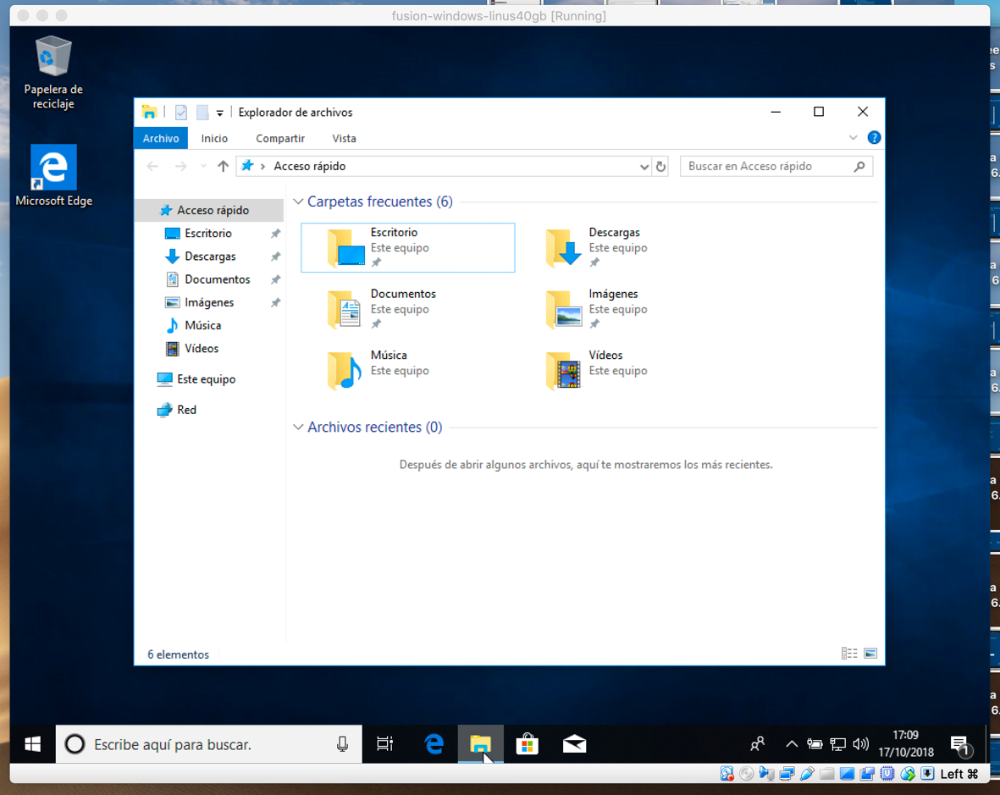 fusion-windows-linus40gb [Running]
Papelera de
reciclaje
Microsoft Edge
Explorador de archivos
Archivo Inicio Compartir Vista
Acceso rápido
Buscar en Acceso rápido
Acceso rápido
Escritorio
Descargas
Documentos
Imágenes
Música
Vídeos
Este equipo
Red
Carpetas frecuentes (6)
Escritorio
Este equipo
Descargas
Este equipo
Documentos
Este equipo
Imágenes
Este equipo
Música
Este equipo
Vídeos
Este equipo
Archivos recientes (0)
Después de abrir algunos archivos, aquí te mostraremos los más recientes.
6 elementos
Escribe aquí para buscar.
17:09
17/10/2018
1
Left ⌘